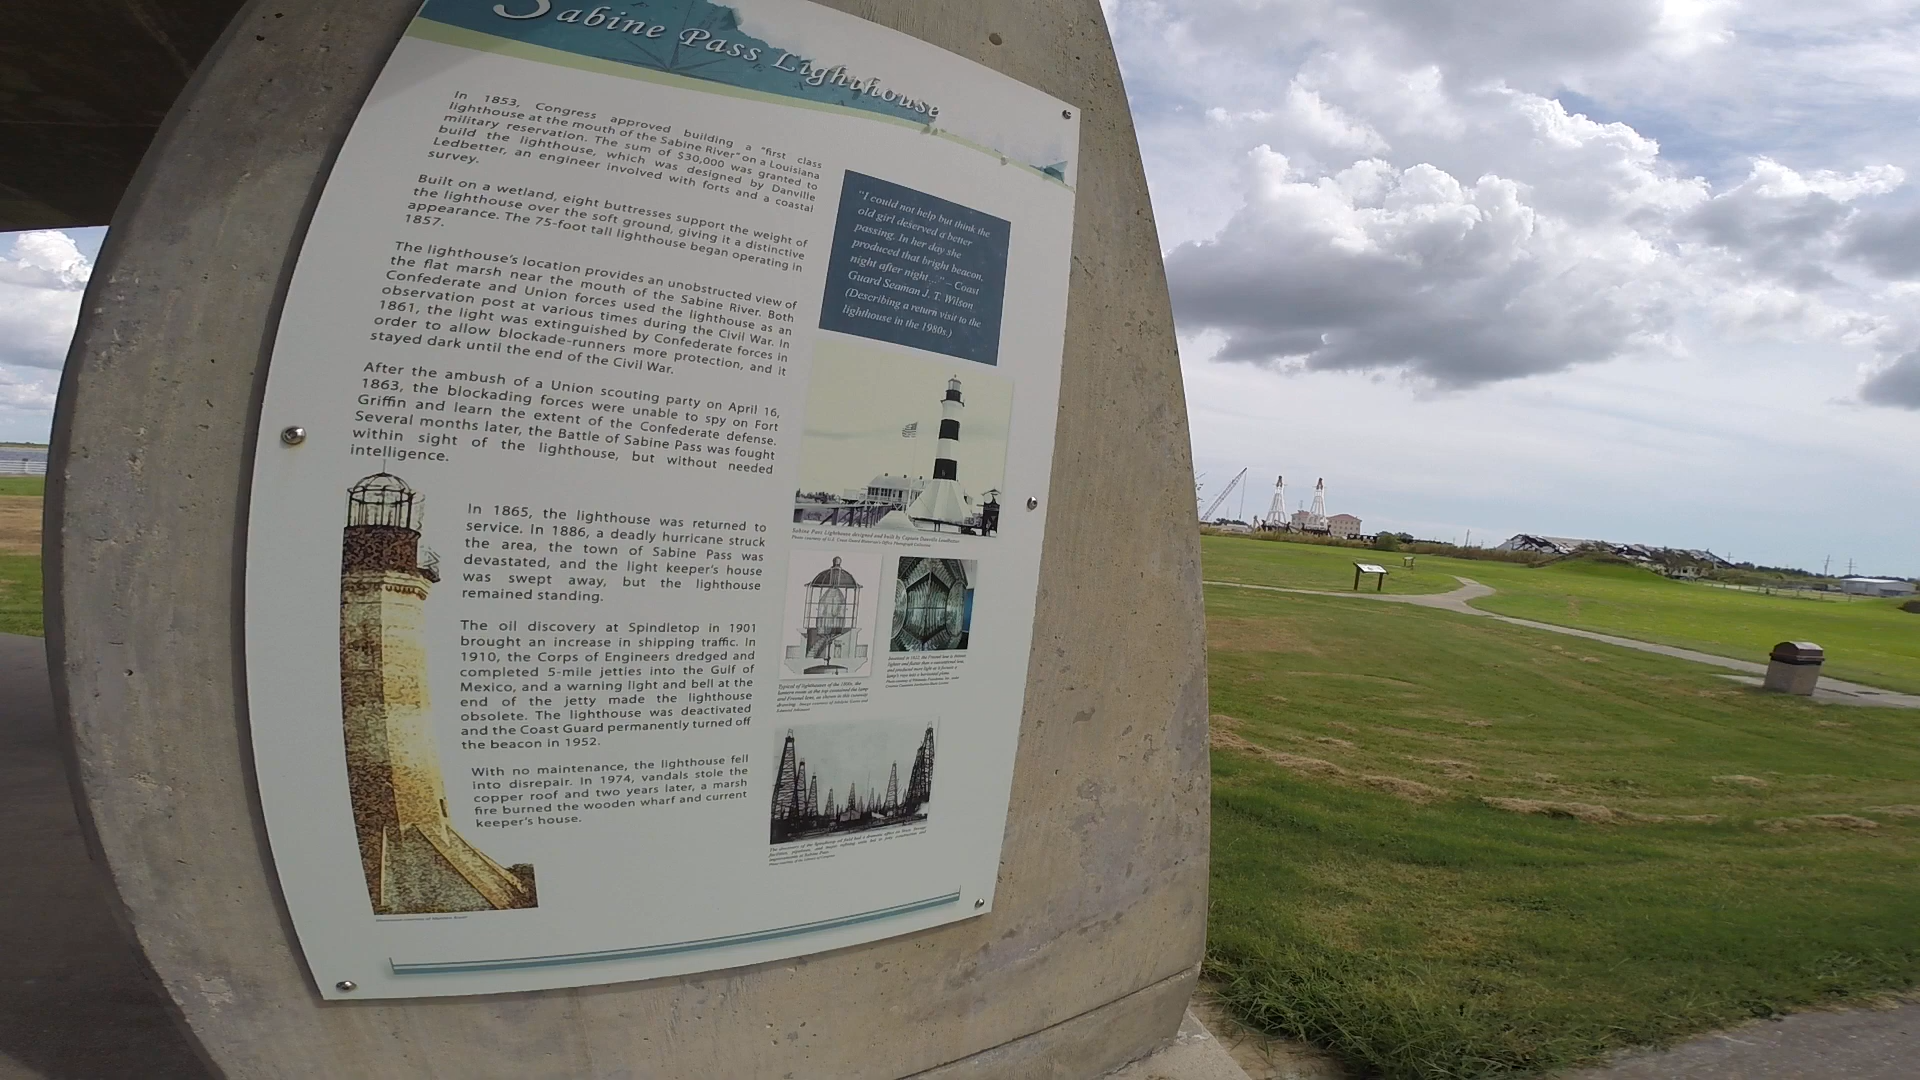 Sabine Pass Lighthouse
In 1853, Congress approved building a "first class
lighthouse at the mouth of the Sabine River" on a Louisiana
military reservation. The sum of $30,000 was granted to
build the lighthouse, which was designed by Danville
Ledbetter, an engineer involved with forts and a coastal
survey.
Built on a wetland, eight buttresses support the weight of
the lighthouse over the soft ground, giving it a distinctive
appearance. The 75-foot tall lighthouse began operating in
1857.
The lighthouse's location provides an unobstructed view of
the flat marsh near the mouth of the Sabine River. Both
Confederate and Union forces used the lighthouse as an
observation post at various times during the Civil War. In
1861, the light was extinguished by Confederate forces in
order to allow blockade-runners more protection, and it
stayed dark until the end of the Civil War.
After the ambush of a Union scouting party on April 16,
1863, the blockading forces were unable to spy on Fort
Griffin and learn the extent of the Confederate defense.
Several months later, the Battle of Sabine Pass was fought
within sight of the lighthouse, but without needed
intelligence.
In 1865, the lighthouse was returned to
service. In 1886, a deadly hurricane struck
the area, the town of Sabine Pass was
devastated, and the light keeper's house
was swept away, but the lighthouse
remained standing.
The oil discovery at Spindletop in 1901
brought an increase in shipping traffic. In
1910, the Corps of Engineers dredged and
completed 5-mile jetties into the Gulf of
Mexico, and a warning light and bell at the
end of the jetty made the lighthouse
obsolete. The lighthouse was deactivated
and the Coast Guard permanently turned off
the beacon in 1952.
With no maintenance, the lighthouse fell
into disrepair. In 1974, vandals stole the
copper roof and two years later, a marsh
fire burned the wooden wharf and current
keeper's house.
"I could not help but think the
old girl deserved a better
passing. In her day she
produced that bright beacon,
night after night..." – Coast
Guard Seaman J. T. Wilson
(Describing a return visit to the
lighthouse in the 1980s.)
Sabine Pass Lighthouse designed and built by Captain Danville Leadbetter.